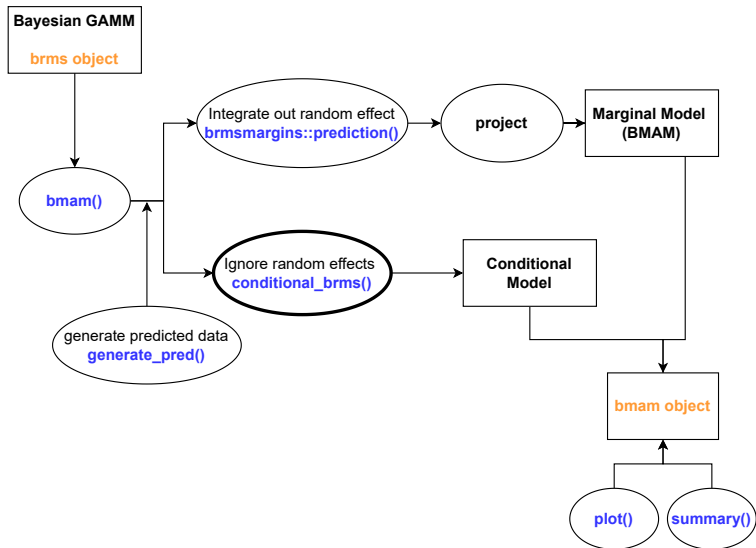 Bayesian GAMM
brms object
Integrate out random effect
brmsmargins::prediction()
project
Marginal Model
(BMAM)
bmam()
Ignore random effects
conditional_brms()
Conditional
Model
generate predicted data
generate_pred()
bmam object
plot()
summary()